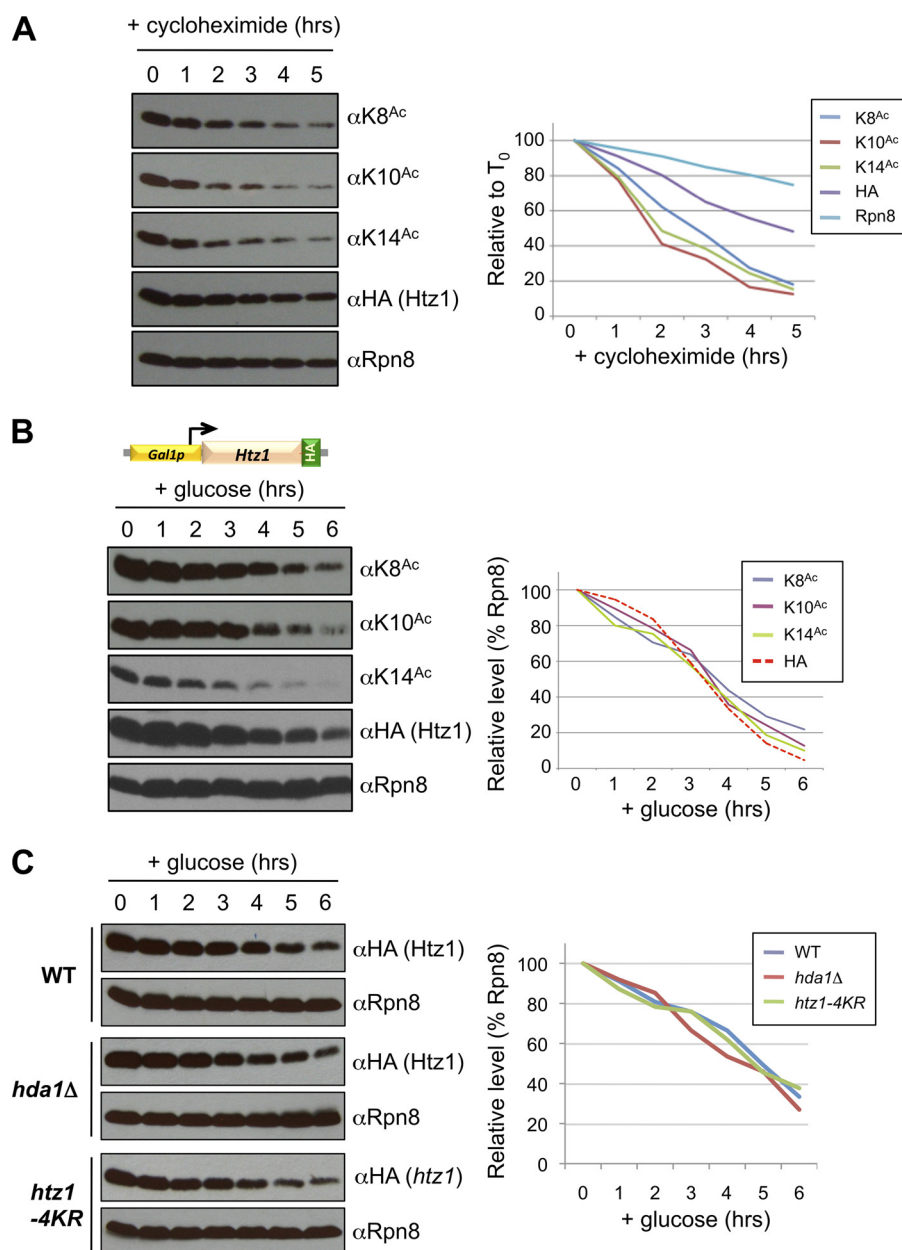 A
+ cycloheximide (hrs)
0 1 2 3 4 5
αK8Ac
αK10Ac
αK14Ac
αHA (Htz1)
αRpn8
Relative to T0
100
80
60
40
20
0
0 1 2 3 4 5
+ cycloheximide (hrs)
K8Ac
K10Ac
K14Ac
HA
Rpn8
B
Gal1p Htz1 HA
+ glucose (hrs)
0 1 2 3 4 5 6
αK8Ac
αK10Ac
αK14Ac
αHA (Htz1)
αRpn8
Relative level (% Rpn8)
100
80
60
40
20
0
0 1 2 3 4 5 6
+ glucose (hrs)
K8Ac
K10Ac
K14Ac
HA
C
+ glucose (hrs)
0 1 2 3 4 5 6
WT
αHA (Htz1)
αRpn8
hda1Δ
αHA (Htz1)
αRpn8
htz1
-4KR
αHA (htz1)
αRpn8
Relative level (% Rpn8)
100
80
60
40
20
0
0 1 2 3 4 5 6
+ glucose (hrs)
WT
hda1Δ
htz1-4KR